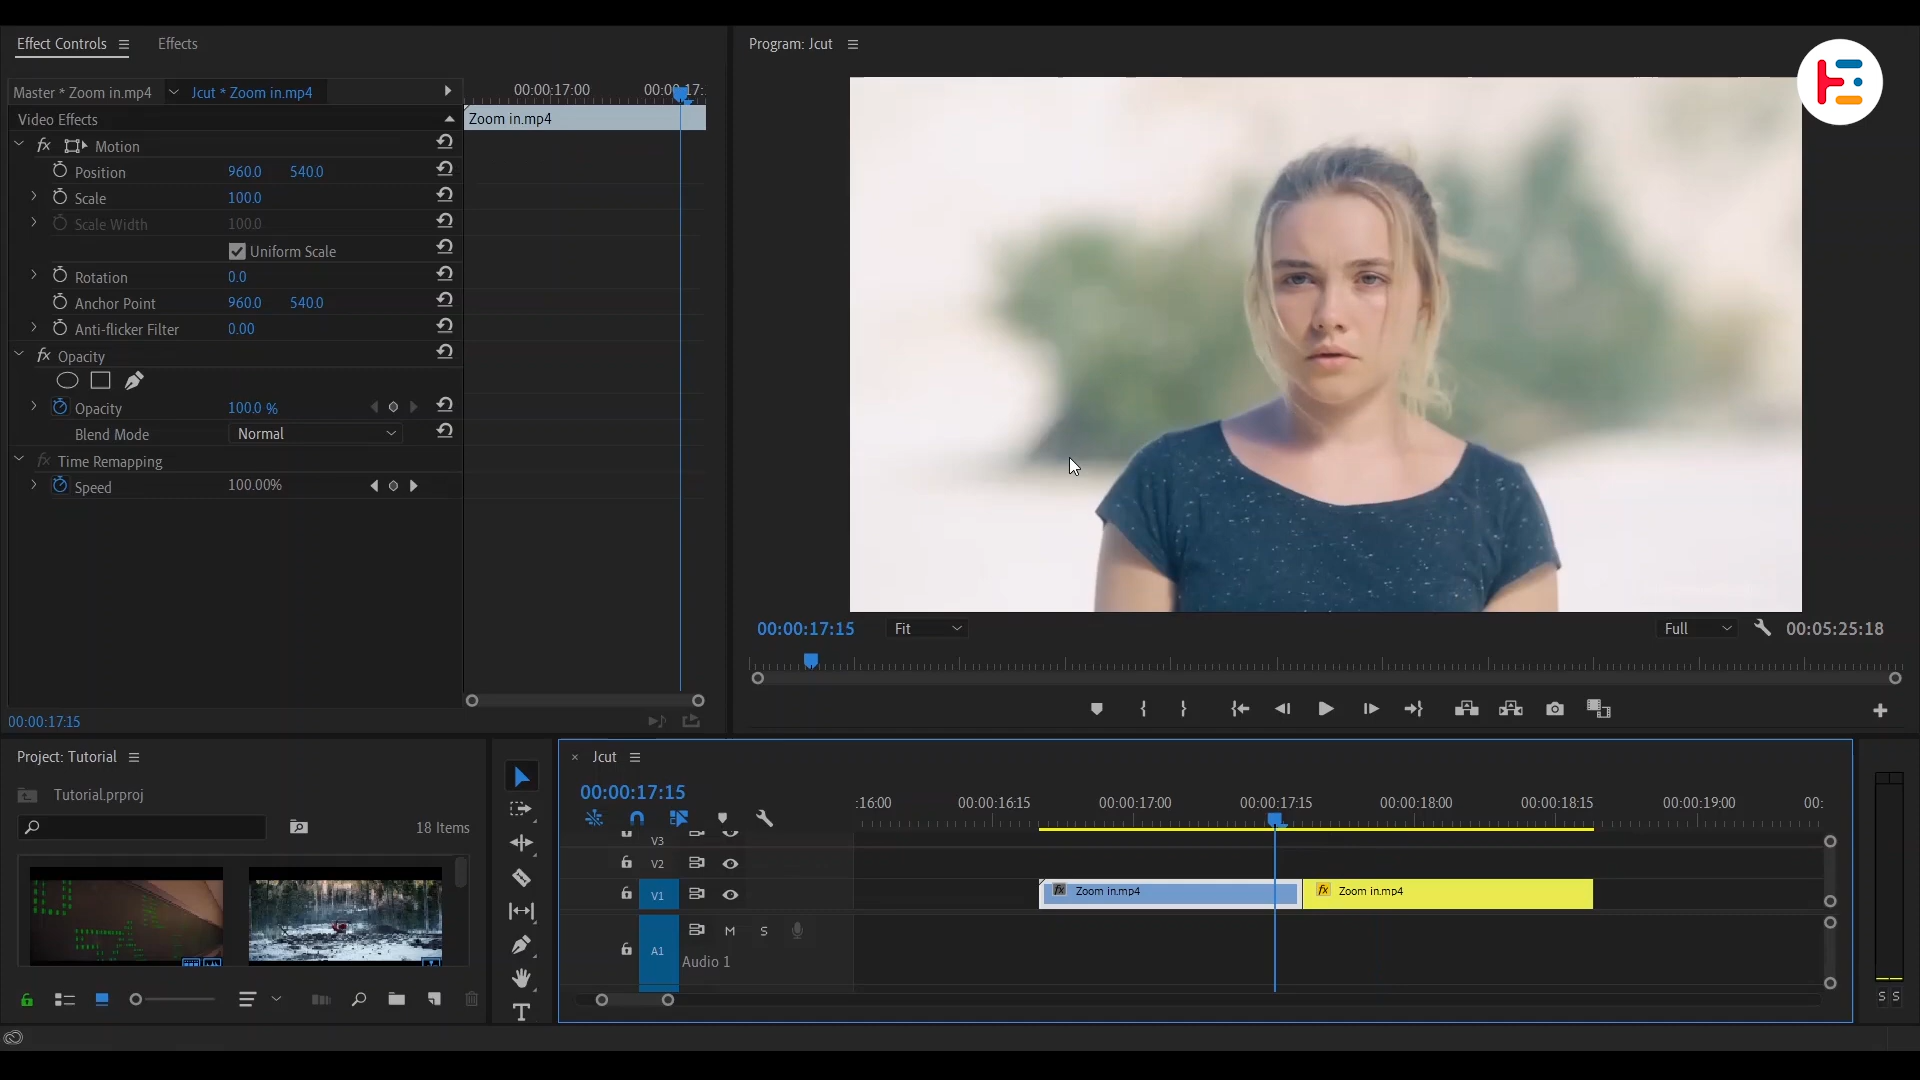 Effect Controls
Effects
Master * Zoom in.mp4
Jcut * Zoom in.mp4
00:00:17:00
00:00:17:
Video Effects
Zoom in.mp4
fx Motion
Position 960.0 540.0
Scale 100.0
Scale Width 100.0
Uniform Scale
Rotation 0.0
Anchor Point 960.0 540.0
Anti-flicker Filter 0.00
fx Opacity
Opacity 100.0 %
Blend Mode Normal
fx Time Remapping
Speed 100.00%
00:00:17:15
Program: Jcut
00:00:17:15
Fit
Full
00:05:25:18
Project: Tutorial
Tutorial.prproj
18 Items
× Jcut
00:00:17:15
:16:00
00:00:16:15
00:00:17:00
00:00:17:15
00:00:18:00
00:00:18:15
00:00:19:00
00:
V3
V2
V1
fx Zoom in.mp4
fx Zoom in.mp4
A1
M
S
Audio 1
S S